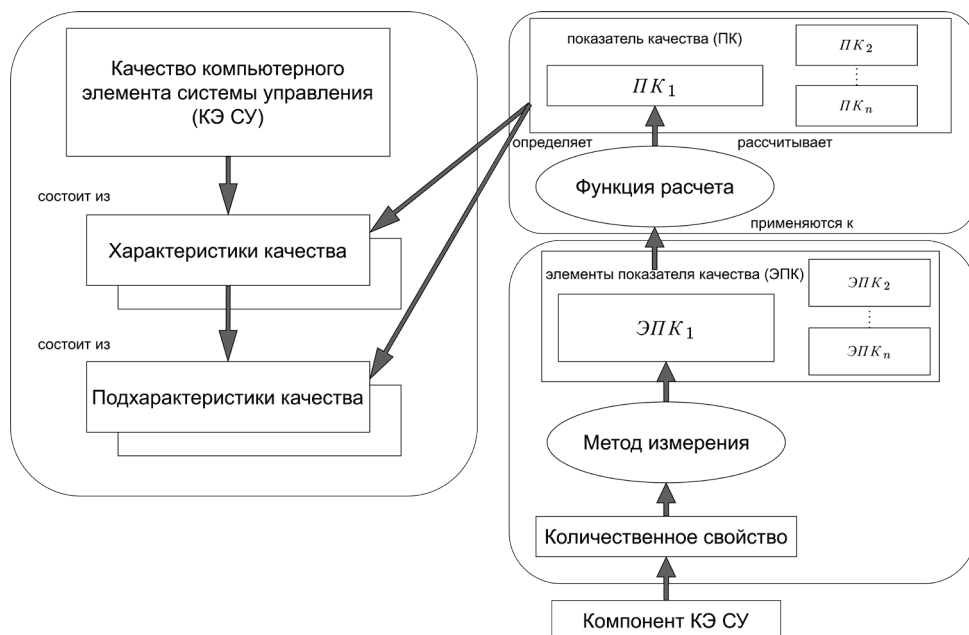 Качество компьютерного
элемента системы управления
(КЭ СУ)
состоит из
Характеристики качества
состоит из
Подхарактеристики качества
показатель качества (ПК)
ПК₁
ПК₂
ПКₙ
определяет
рассчитывает
Функция расчета
применяются к
элементы показателя качества (ЭПК)
ЭПК₁
ЭПК₂
ЭПКₙ
Метод измерения
Количественное свойство
Компонент КЭ СУ